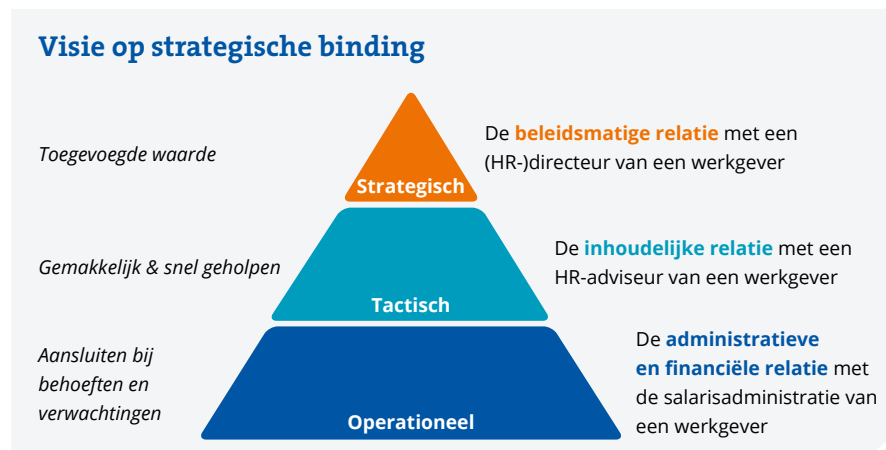 Visie op strategische binding
Toegevoegde waarde
Strategisch
De beleidsmatige relatie met een
(HR-)directeur van een werkgever
Gemakkelijk & snel geholpen
Tactisch
De inhoudelijke relatie met een
HR-adviseur van een werkgever
Aansluiten bij
behoeften en
verwachtingen
Operationeel
De administratieve
en financiële relatie met
de salarisadministratie van
een werkgever